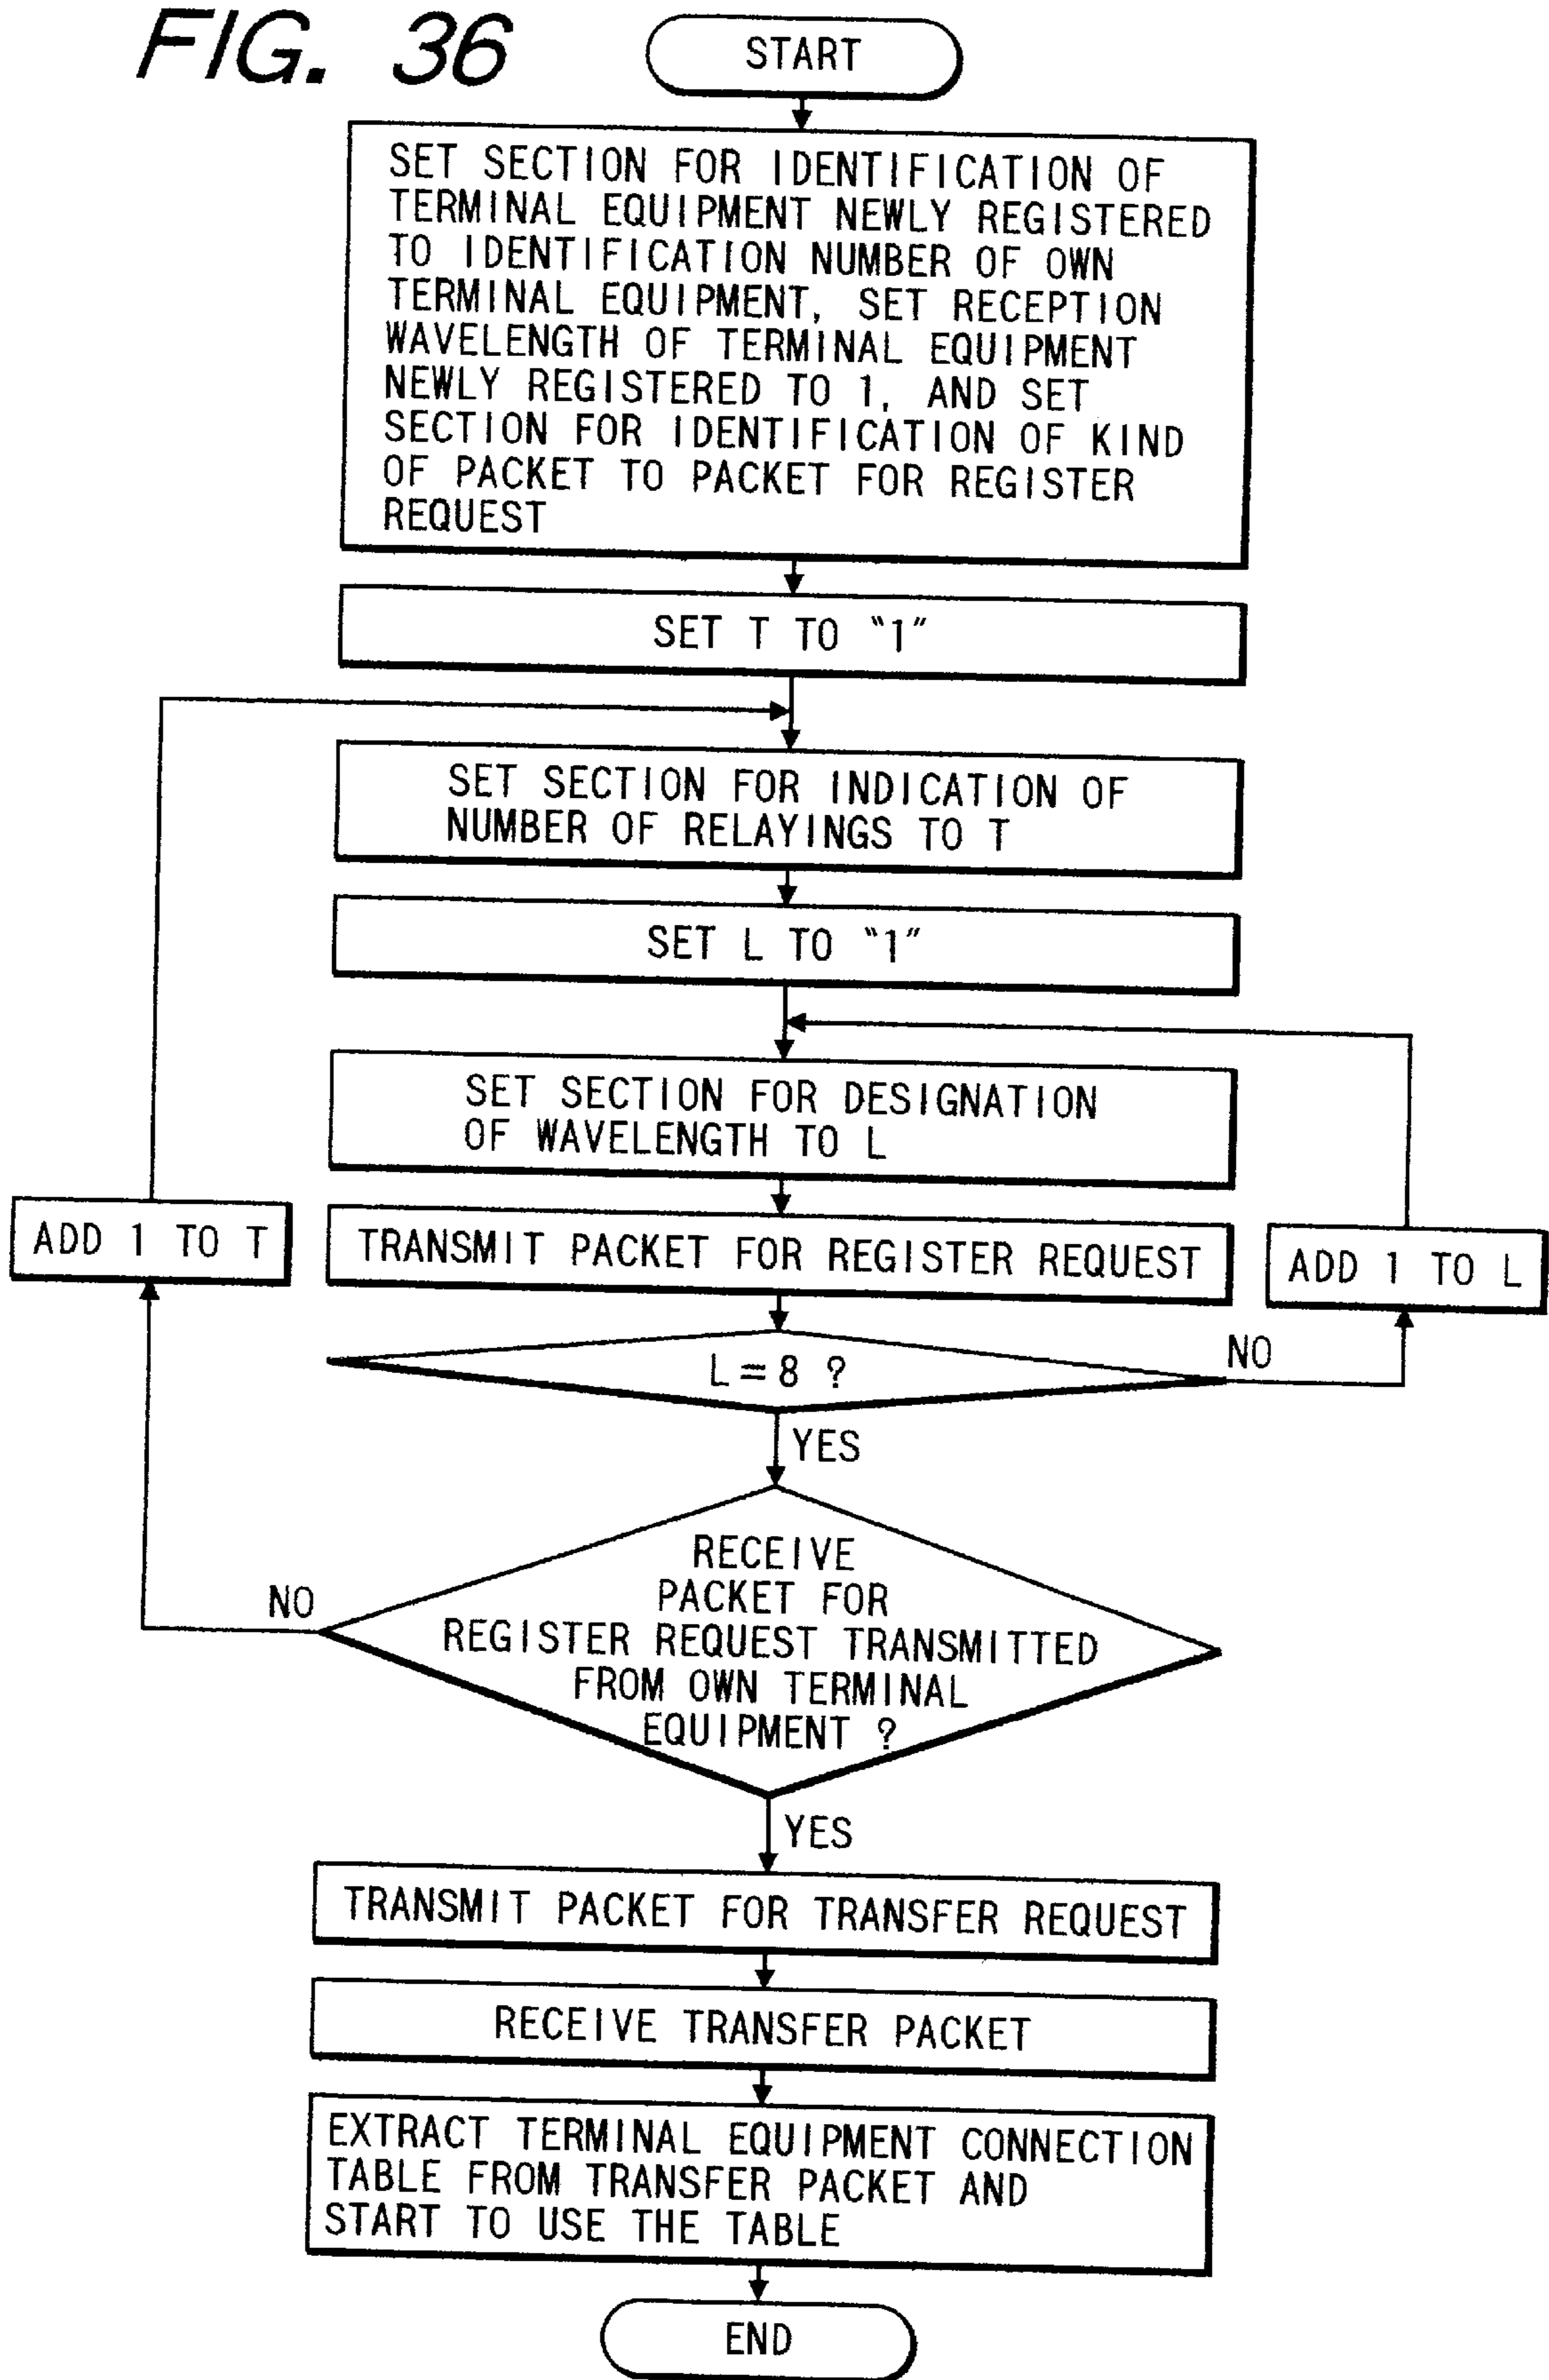 FIG. 36
START
SET SECTION FOR IDENTIFICATION OF
TERMINAL EQUIPMENT NEWLY REGISTERED
TO IDENTIFICATION NUMBER OF OWN
TERMINAL EQUIPMENT, SET RECEPTION
WAVELENGTH OF TERMINAL EQUIPMENT
NEWLY REGISTERED TO 1, AND SET
SECTION FOR IDENTIFICATION OF KIND
OF PACKET TO PACKET FOR REGISTER
REQUEST
SET T TO "1"
SET SECTION FOR INDICATION OF
NUMBER OF RELAYINGS TO T
SET L TO "1"
SET SECTION FOR DESIGNATION
OF WAVELENGTH TO L
ADD 1 TO T
TRANSMIT PACKET FOR REGISTER REQUEST
ADD 1 TO L
L=8 ?
NO
YES
RECEIVE
PACKET FOR
REGISTER REQUEST TRANSMITTED
FROM OWN TERMINAL
EQUIPMENT ?
NO
YES
TRANSMIT PACKET FOR TRANSFER REQUEST
RECEIVE TRANSFER PACKET
EXTRACT TERMINAL EQUIPMENT CONNECTION
TABLE FROM TRANSFER PACKET AND
START TO USE THE TABLE
END